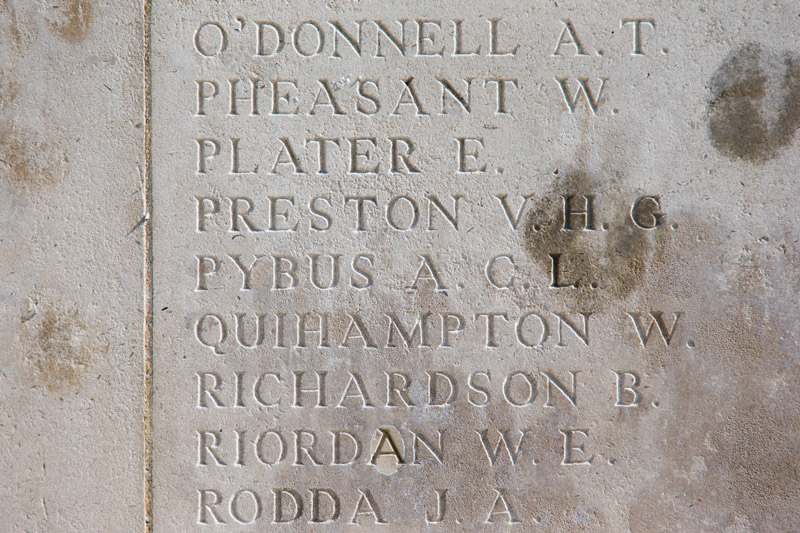 O'DONNELL A. T.
PHEASANT W.
PLATER E.
PRESTON V. H. G.
PYBUS A. C. L.
QUIHAMPTON W.
RICHARDSON B.
RIORDAN W. E.
RODDA J. A.